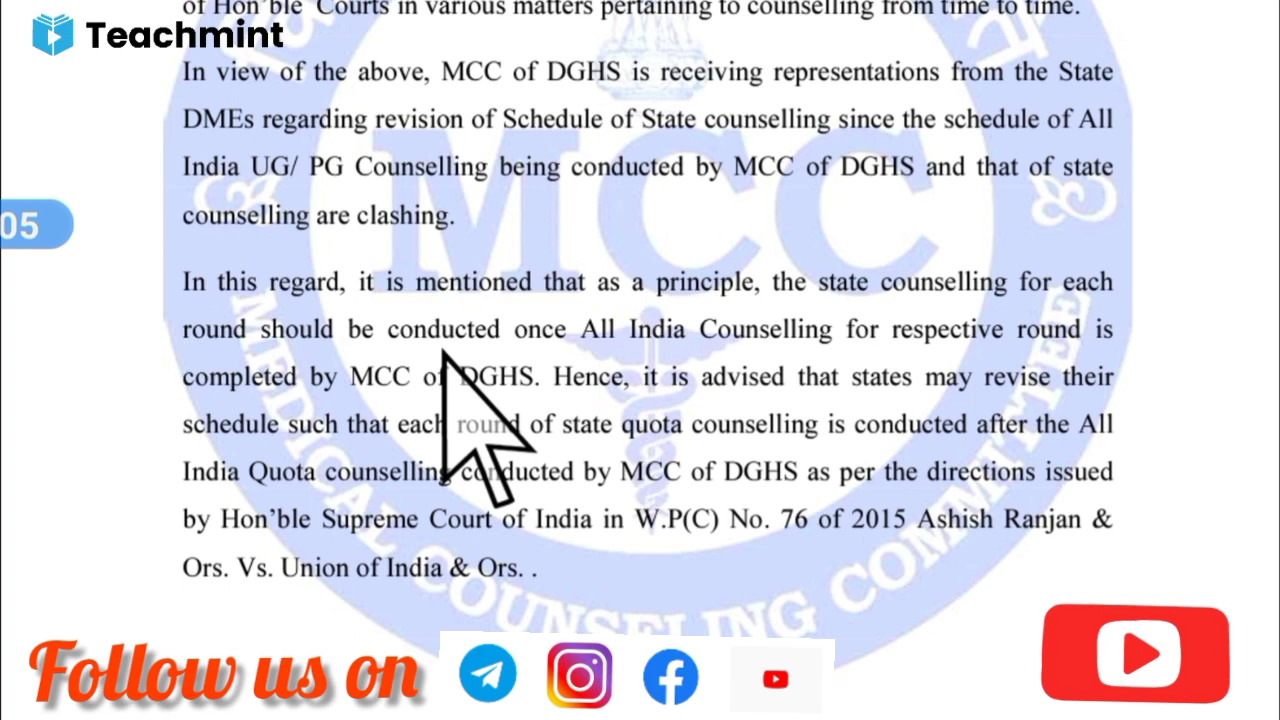 of Hon'ble Courts in various matters pertaining to counselling from time to time.
Teachmint
In view of the above, MCC of DGHS is receiving representations from the State
DMEs regarding revision of Schedule of State counselling since the schedule of All
India UG/ PG Counselling being conducted by MCC of DGHS and that of state
counselling are clashing.
05
In this regard, it is mentioned that as a principle, the state counselling for each
round should be conducted once All India Counselling for respective round is
completed by MCC of DGHS. Hence, it is advised that states may revise their
schedule such that each round of state quota counselling is conducted after the All
India Quota counselling conducted by MCC of DGHS as per the directions issued
by Hon'ble Supreme Court of India in W.P(C) No. 76 of 2015 Ashish Ranjan &
Ors. Vs. Union of India & Ors. .
MCC
MEDICAL COUNSELING COMMITTEE
Follow us on